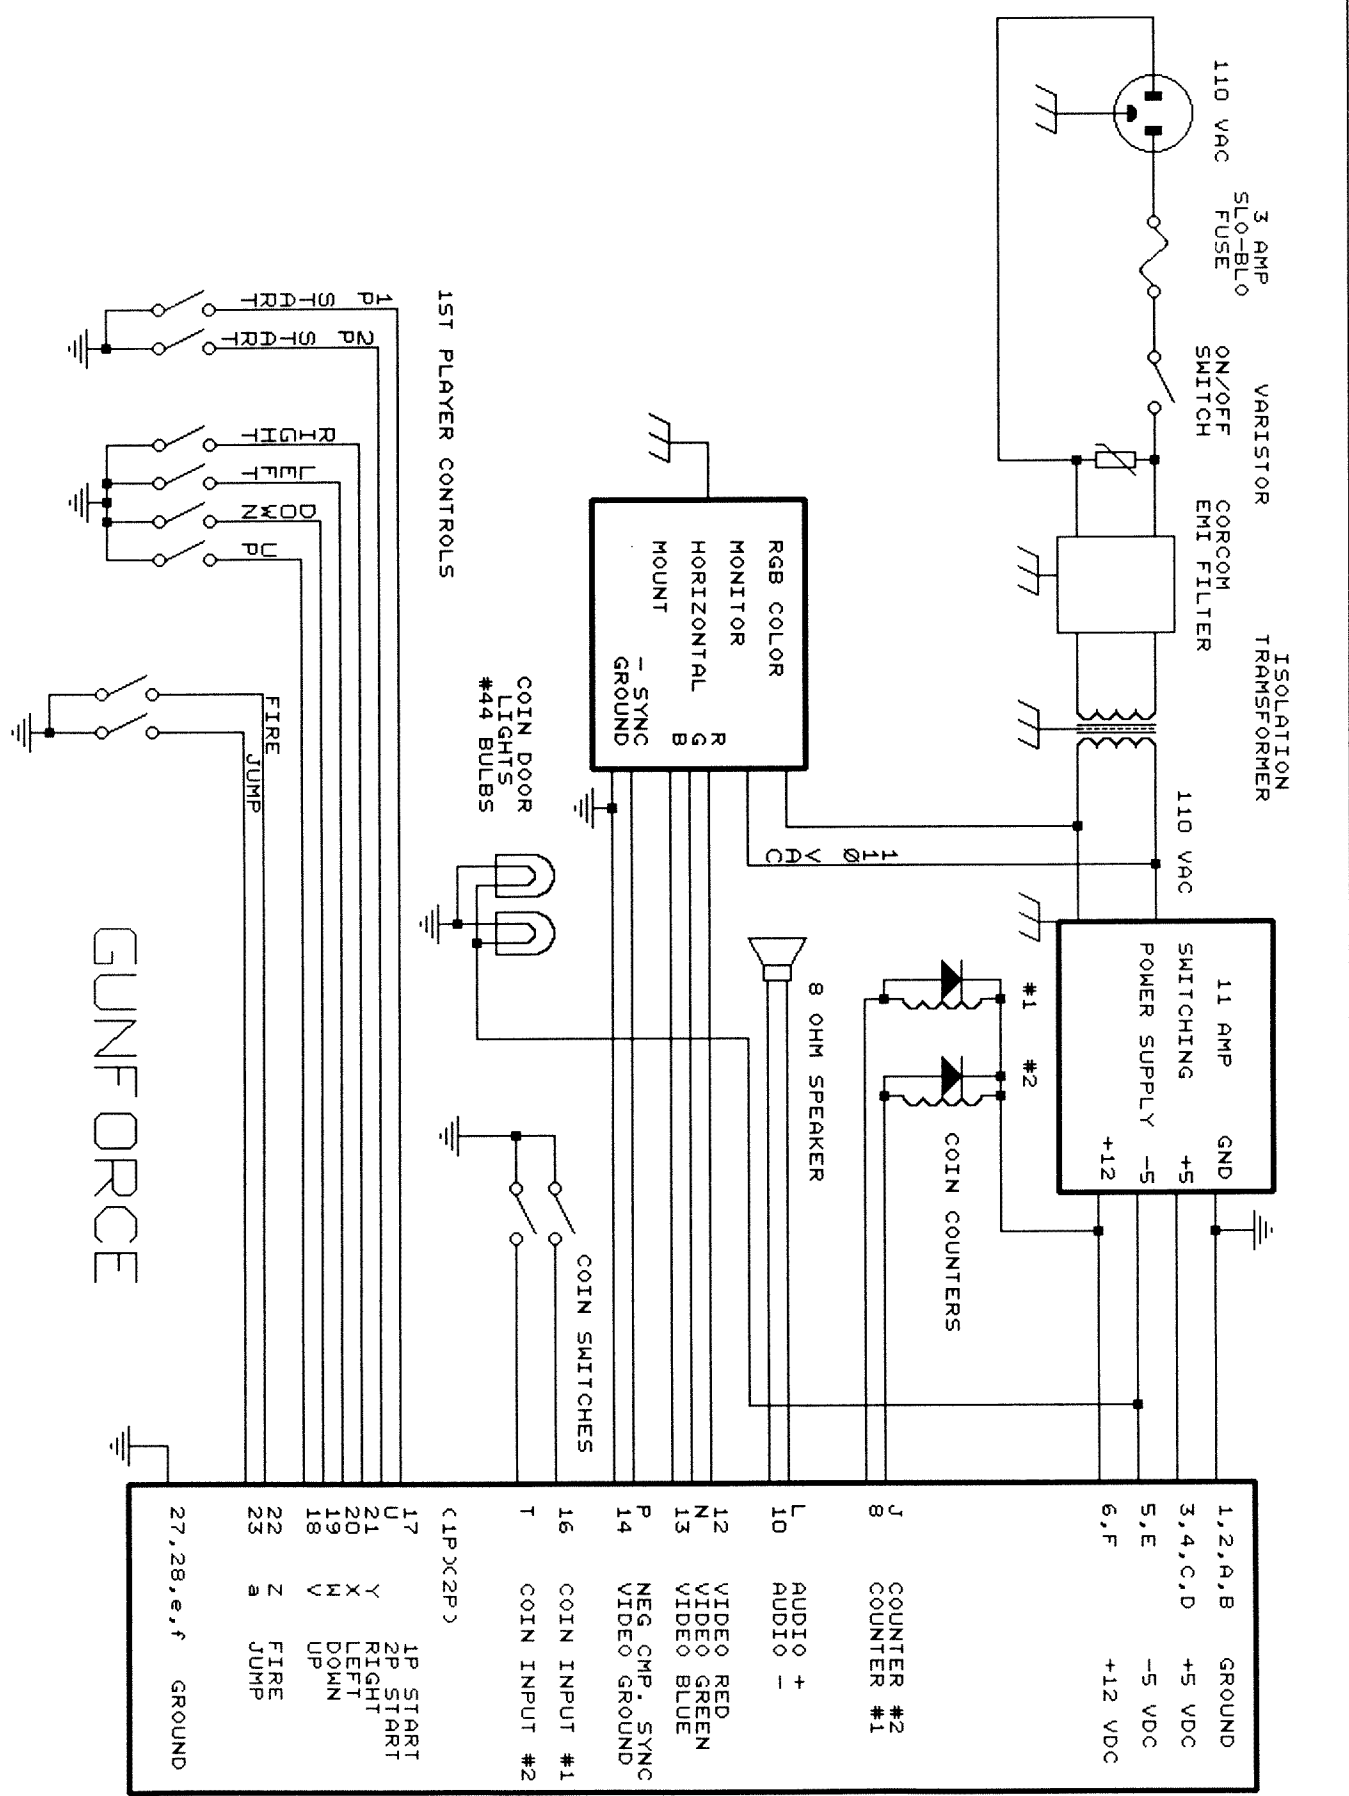 110 VAC
3 AMP
SLO-BLO
FUSE
ON/OFF
SWITCH
VARISTOR
CORCOM
EMI FILTER
ISOLATION
TRAMSFORMER
110 VAC
11 AMP
SWITCHING
POWER SUPPLY
GND
+5
-5
+12
1,2,A,B GROUND
3,4,C,D +5 VDC
5,E -5 VDC
6,F +12 VDC
#1
#2
COIN COUNTERS
J COUNTER #2
8 COUNTER #1
110 VAC
8 OHM SPEAKER
L AUDIO +
10 AUDIO -
RGB COLOR
MONITOR
HORIZONTAL
MOUNT
R
G
B
- SYNC
GROUND
12 VIDEO RED
N VIDEO GREEN
13 VIDEO BLUE
P NEG CMP. SYNC
14 VIDEO GROUND
COIN DOOR
LIGHTS
#44 BULBS
COIN SWITCHES
16 COIN INPUT #1
T COIN INPUT #2
1ST PLAYER CONTROLS
(1P)(2P)
1P START
2P START
RIGHT
LEFT
DOWN
UP
FIRE
JUMP
17 1P START
U 2P START
21 Y RIGHT
20 X LEFT
19 W DOWN
18 V UP
22 Z FIRE
23 a JUMP
27,28,e,f GROUND
GUNFORCE